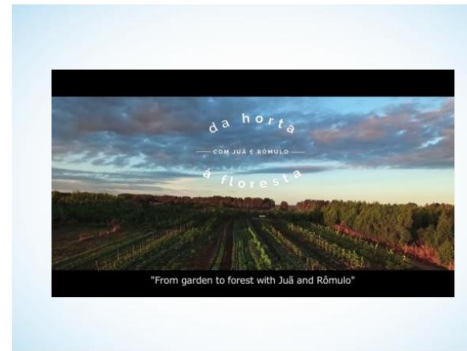 da horta
COM JUÃ E RÔMULO
á floresta
"From garden to forest with Juã and Rômulo"